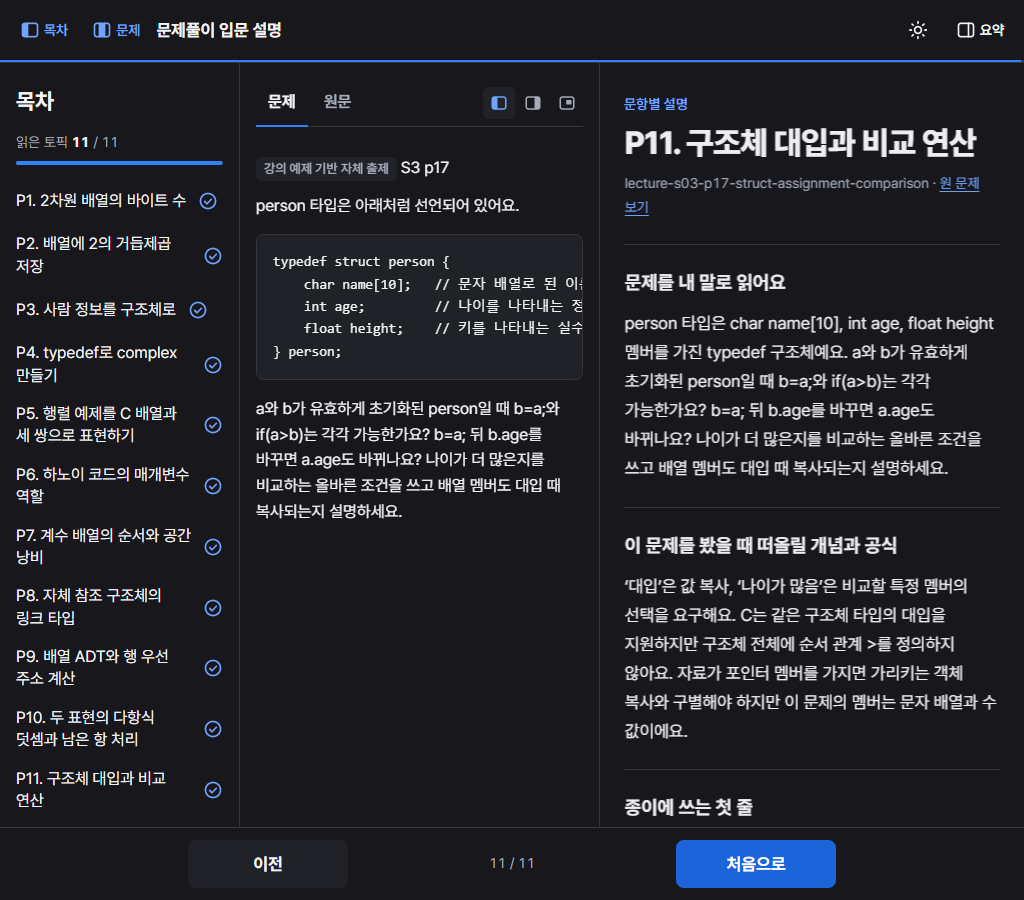 목차
문제
문제풀이 입문 설명
요약
목차
읽은 토픽 11 / 11
P1. 2차원 배열의 바이트 수
P2. 배열에 2의 거듭제곱
저장
P3. 사람 정보를 구조체로
P4. typedef로 complex
만들기
P5. 행렬 예제를 C 배열과
세 쌍으로 표현하기
P6. 하노이 코드의 매개변수
역할
P7. 계수 배열의 순서와 공간
낭비
P8. 자체 참조 구조체의
링크 타입
P9. 배열 ADT와 행 우선
주소 계산
P10. 두 표현의 다항식
덧셈과 남은 항 처리
P11. 구조체 대입과 비교
연산
문제
원문
강의 예제 기반 자체 출제 S3 p17
person 타입은 아래처럼 선언되어 있어요.
typedef struct person {
    char name[10];   // 문자 배열로 된 이
    int age;         // 나이를 나타내는 정
    float height;    // 키를 나타내는 실수
} person;
a와 b가 유효하게 초기화된 person일 때 b=a;와
if(a>b)는 각각 가능한가요? b=a; 뒤 b.age를
바꾸면 a.age도 바뀌나요? 나이가 더 많은지를
비교하는 올바른 조건을 쓰고 배열 멤버도 대입 때
복사되는지 설명하세요.
문항별 설명
P11. 구조체 대입과 비교 연산
lecture-s03-p17-struct-assignment-comparison · 원 문제
보기
문제를 내 말로 읽어요
person 타입은 char name[10], int age, float height
멤버를 가진 typedef 구조체예요. a와 b가 유효하게
초기화된 person일 때 b=a;와 if(a>b)는 각각
가능한가요? b=a; 뒤 b.age를 바꾸면 a.age도
바뀌나요? 나이가 더 많은지를 비교하는 올바른 조건을
쓰고 배열 멤버도 대입 때 복사되는지 설명하세요.
이 문제를 봤을 때 떠올릴 개념과 공식
‘대입’은 값 복사, ‘나이가 많음’은 비교할 특정 멤버의
선택을 요구해요. C는 같은 구조체 타입의 대입을
지원하지만 구조체 전체에 순서 관계 >를 정의하지
않아요. 자료가 포인터 멤버를 가지면 가리키는 객체
복사와 구별해야 하지만 이 문제의 멤버는 문자 배열과 수
값이에요.
종이에 쓰는 첫 줄
이전
11 / 11
처음으로